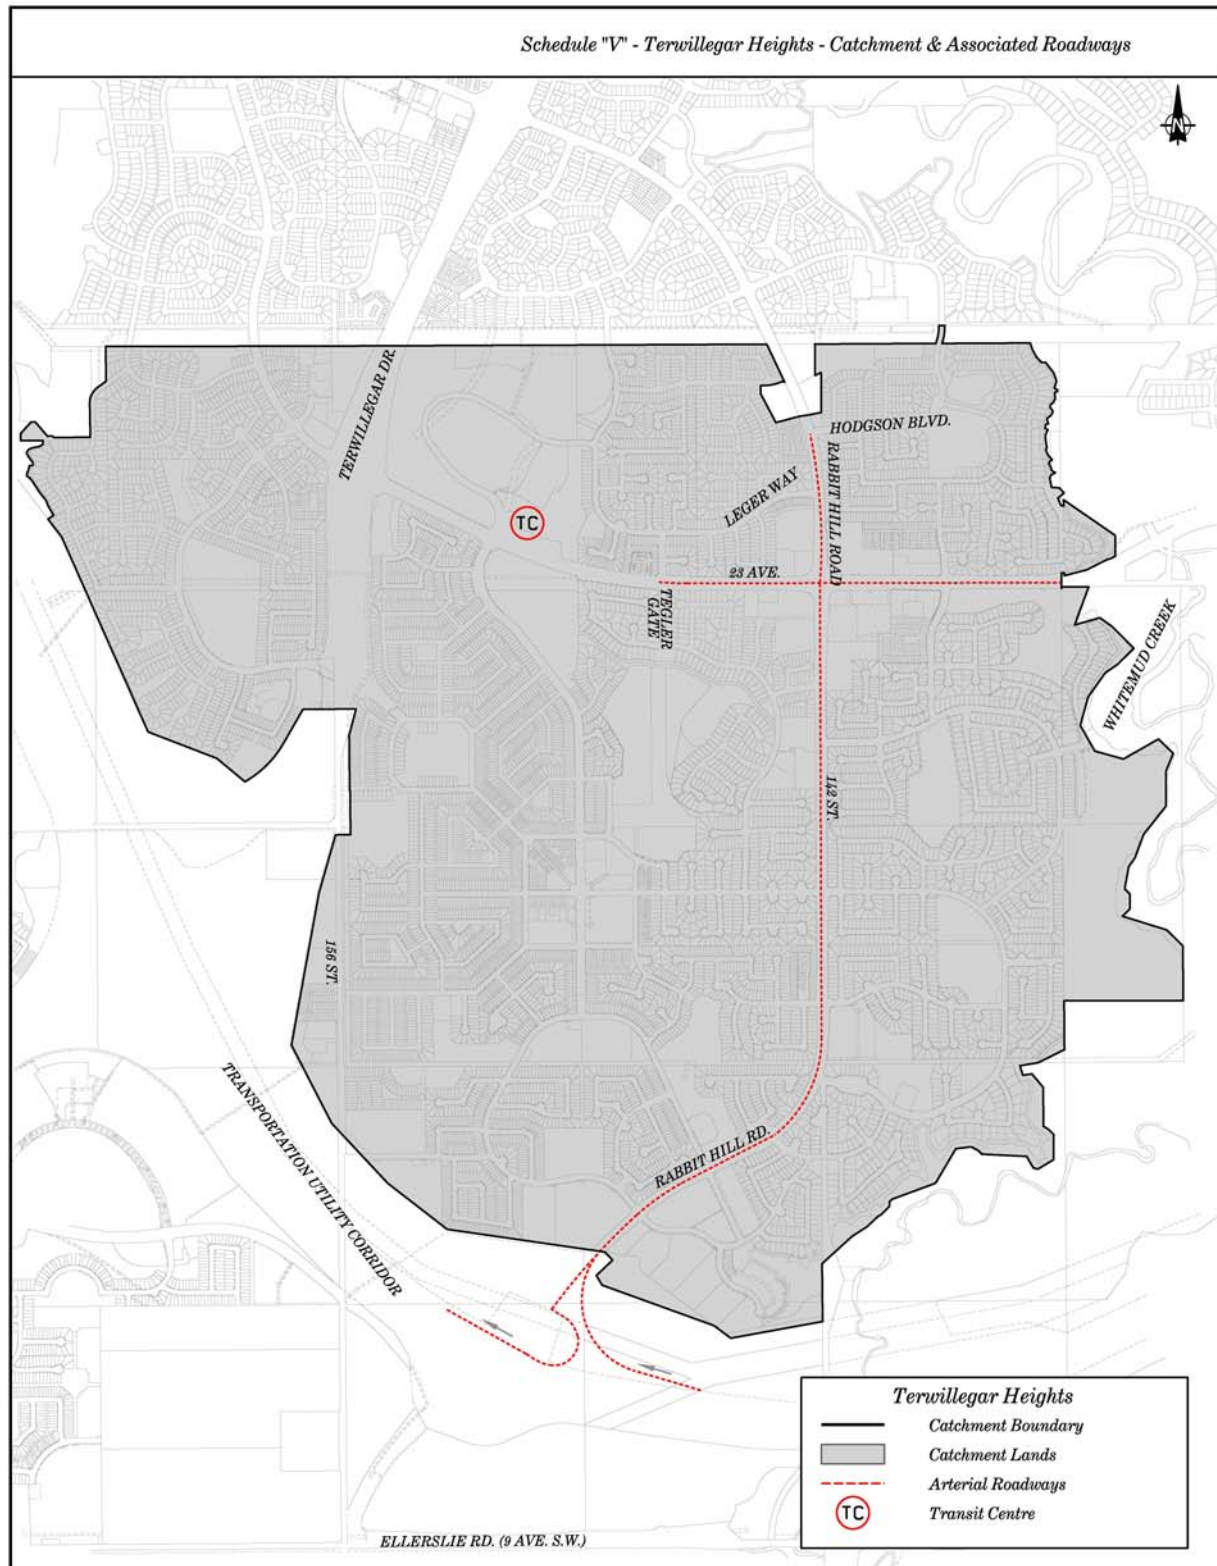 Schedule "V" - Terwillegar Heights - Catchment & Associated Roadways
N
TERWILLEGAR DR.
HODGSON BLVD.
RABBIT HILL ROAD
LEGER WAY
TC
23 AVE.
TEGLER
GATE
WHITEMUD CREEK
142 ST.
156 ST.
TRANSPORTATION UTILITY CORRIDOR
RABBIT HILL RD.
Terwillegar Heights
Catchment Boundary
Catchment Lands
Arterial Roadways
TC Transit Centre
ELLERSLIE RD. (9 AVE. S.W.)